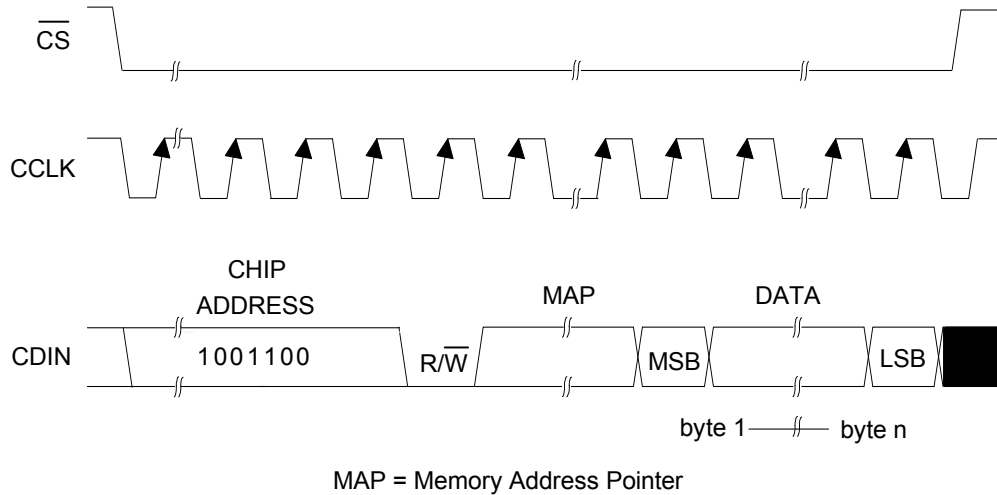 CS
CCLK
CHIP
ADDRESS
MAP
DATA
CDIN
1001100
R/W
MSB
LSB
byte 1
byte n
MAP = Memory Address Pointer